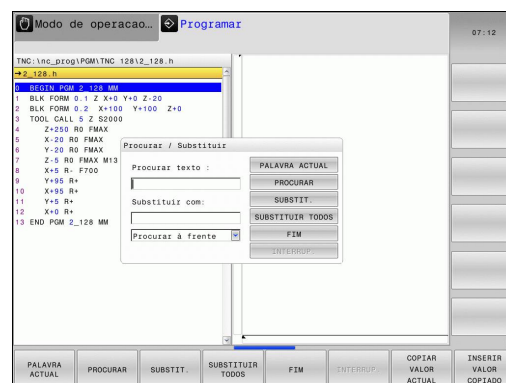 Modo de operacao... Programar
07:12
TNC:\nc_prog\PGM\TNC 128\2_128.h
→2_128.h
0 BEGIN PGM 2_128 MM
1 BLK FORM 0.1 Z X+0 Y+0 Z-20
2 BLK FORM 0.2 X+100 Y+100 Z+0
3 TOOL CALL 5 Z S2000
4 Z+250 R0 FMAX
5 X-20 R0 FMAX
6 Y-20 R0 FMAX
7 Z-5 R0 FMAX M13
8 X+5 R- F700
9 Y+95 R+
10 X+95 R+
11 Y+5 R+
12 X+0 R+
13 END PGM 2_128 MM
Procurar / Substituir
Procurar texto :
Substituir com:
Procurar à frente
PALAVRA ACTUAL
PROCURAR
SUBSTIT.
SUBSTITUIR TODOS
FIM
INTERRUP.
PALAVRA ACTUAL
PROCURAR
SUBSTIT.
SUBSTITUIR TODOS
FIM
INTERRUP.
COPIAR VALOR ACTUAL
INSERIR VALOR COPIADO